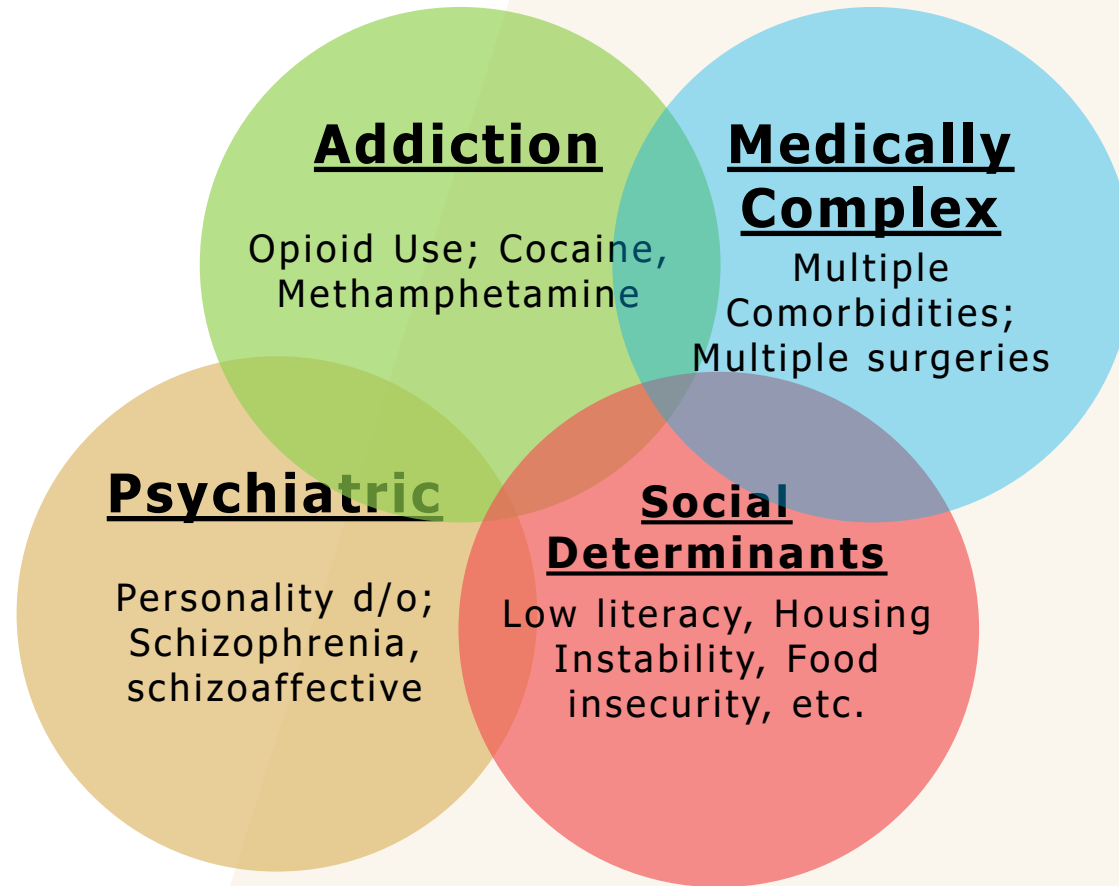 Addiction
Opioid Use; Cocaine,
Methamphetamine
Medically
Complex
Multiple
Comorbidities;
Multiple surgeries
Psychiatric
Personality d/o;
Schizophrenia,
schizoaffective
Social
Determinants
Low literacy, Housing
Instability, Food
insecurity, etc.